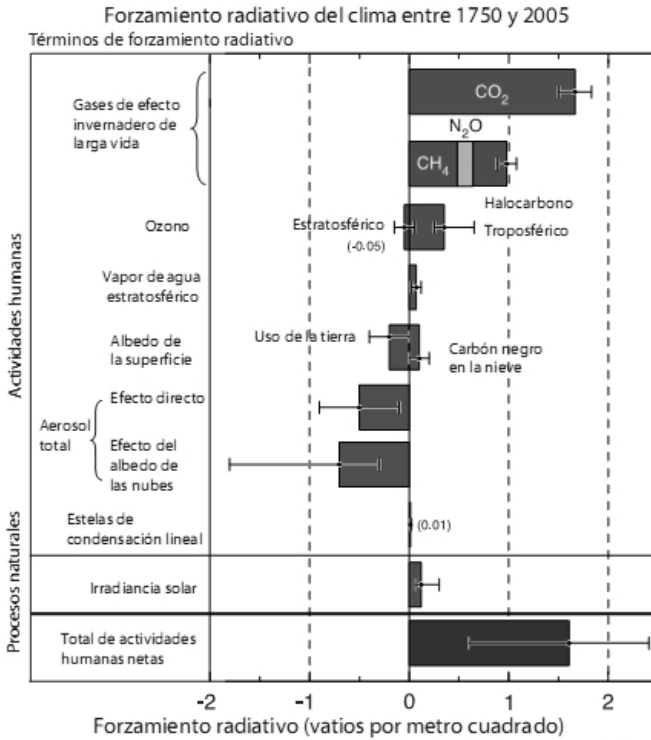 Forzamiento radiativo del clima entre 1750 y 2005
Términos de forzamiento radiativo
Gases de efecto
invernadero de
larga vida
CO2
N2O
CH4
Halocarbono
Ozono
Estratosférico
(-0.05)
Troposférico
Vapor de agua
estratosférico
Albedo de
la superficie
Uso de la tierra
Carbón negro
en la nieve
Aerosol
total
Efecto directo
Efecto del
albedo de
las nubes
Estelas de
condensación lineal
(0.01)
Irradiancia solar
Total de actividades
humanas netas
Actividades humanas
Procesos naturales
-2 -1 0 1 2
Forzamiento radiativo (vatios por metro cuadrado)